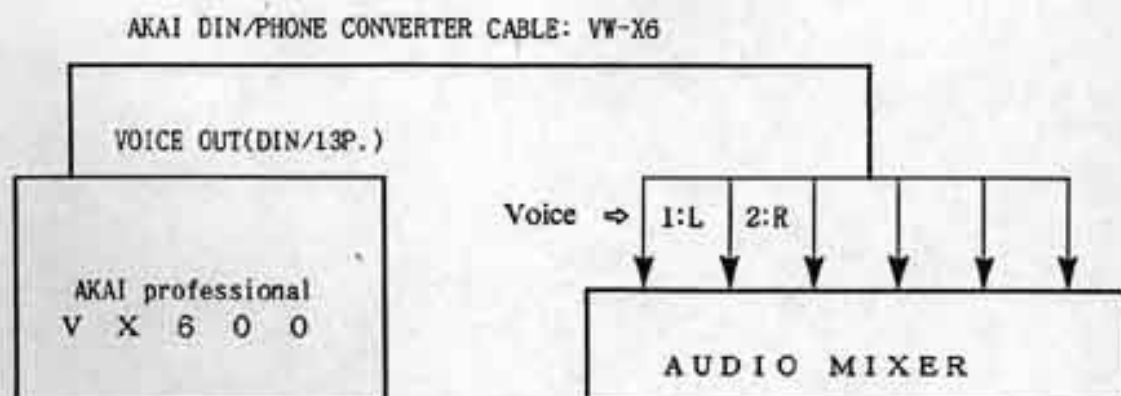 AKAI DIN/PHONE CONVERTER CABLE: VW-X6
VOICE OUT(DIN/13P.)
Voice ⇨ 1:L 2:R
AKAI professional
V X 6 0 0
AUDIO MIXER